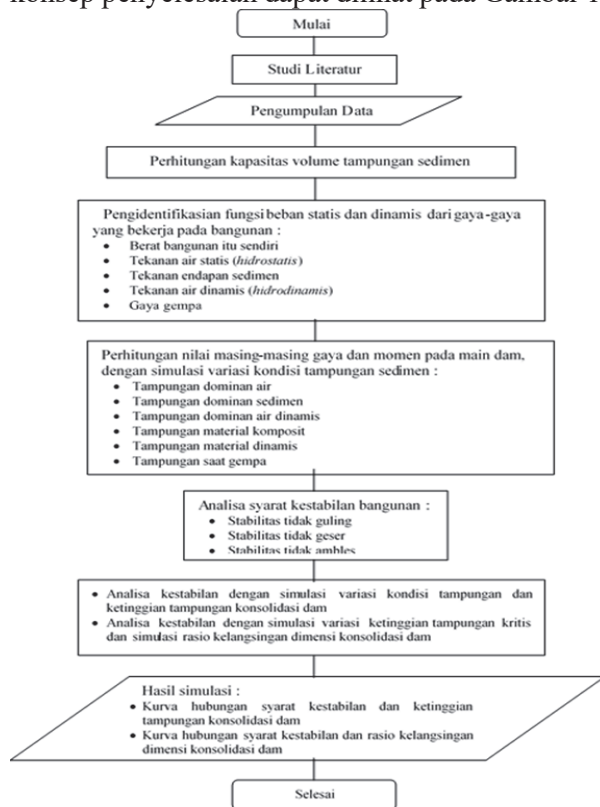 konsep penyelesaian dapat dilihat pada Gambar 1
Mulai
Studi Literatur
Pengumpulan Data
Perhitungan kapasitas volume tampungan sedimen
Pengidentifikasian fungsi beban statis dan dinamis dari gaya-gaya
yang bekerja pada bangunan :
• Berat bangunan itu sendiri
• Tekanan air statis (hidrostatis)
• Tekanan endapan sedimen
• Tekanan air dinamis (hidrodinamis)
• Gaya gempa
Perhitungan nilai masing-masing gaya dan momen pada main dam,
dengan simulasi variasi kondisi tampungan sedimen :
• Tampungan dominan air
• Tampungan dominan sedimen
• Tampungan dominan air dinamis
• Tampungan material komposit
• Tampungan material dinamis
• Tampungan saat gempa
Analisa syarat kestabilan bangunan :
• Stabilitas tidak guling
• Stabilitas tidak geser
• Stabilitas tidak ambles
• Analisa kestabilan dengan simulasi variasi kondisi tampungan dan
ketinggian tampungan konsolidasi dam
• Analisa kestabilan dengan simulasi variasi ketinggian tampungan kritis
dan simulasi rasio kelangsingan dimensi konsolidasi dam
Hasil simulasi :
• Kurva hubungan syarat kestabilan dan ketinggian
tampungan konsolidasi dam
• Kurva hubungan syarat kestabilan dan rasio kelangsingan
dimensi konsolidasi dam
Selesai